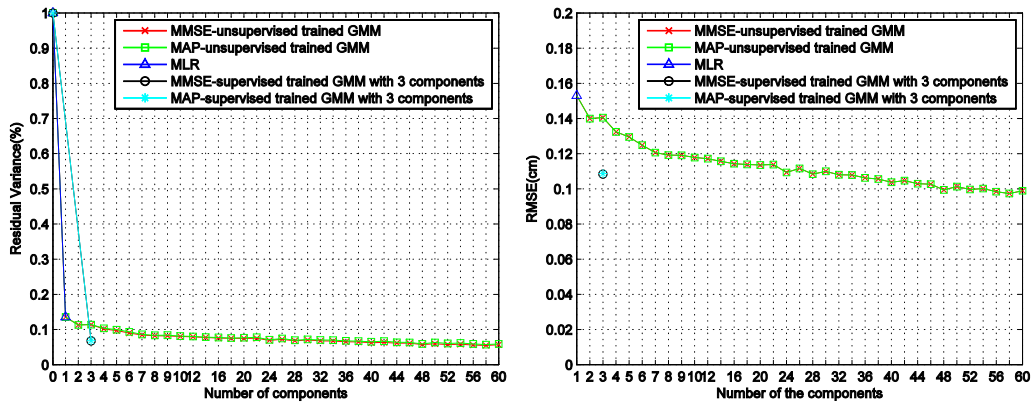 MMSE-unsupervised trained GMM
MAP-unsupervised trained GMM
MLR
MMSE-supervised trained GMM with 3 components
MAP-supervised trained GMM with 3 components
Residual Variance(%)
1
0.9
0.8
0.7
0.6
0.5
0.4
0.3
0.2
0.1
0
0 1 2 3 4 5 6 7 8 9 10 12 16 20 24 28 32 36 40 44 48 52 56 60
Number of components
MMSE-unsupervised trained GMM
MAP-unsupervised trained GMM
MLR
MMSE-supervised trained GMM with 3 components
MAP-supervised trained GMM with 3 components
RMSE(cm)
0.2
0.18
0.16
0.14
0.12
0.1
0.08
0.06
0.04
0.02
0
1 2 3 4 5 6 7 8 9 10 12 16 20 24 28 32 36 40 44 48 52 56 60
Number of the components